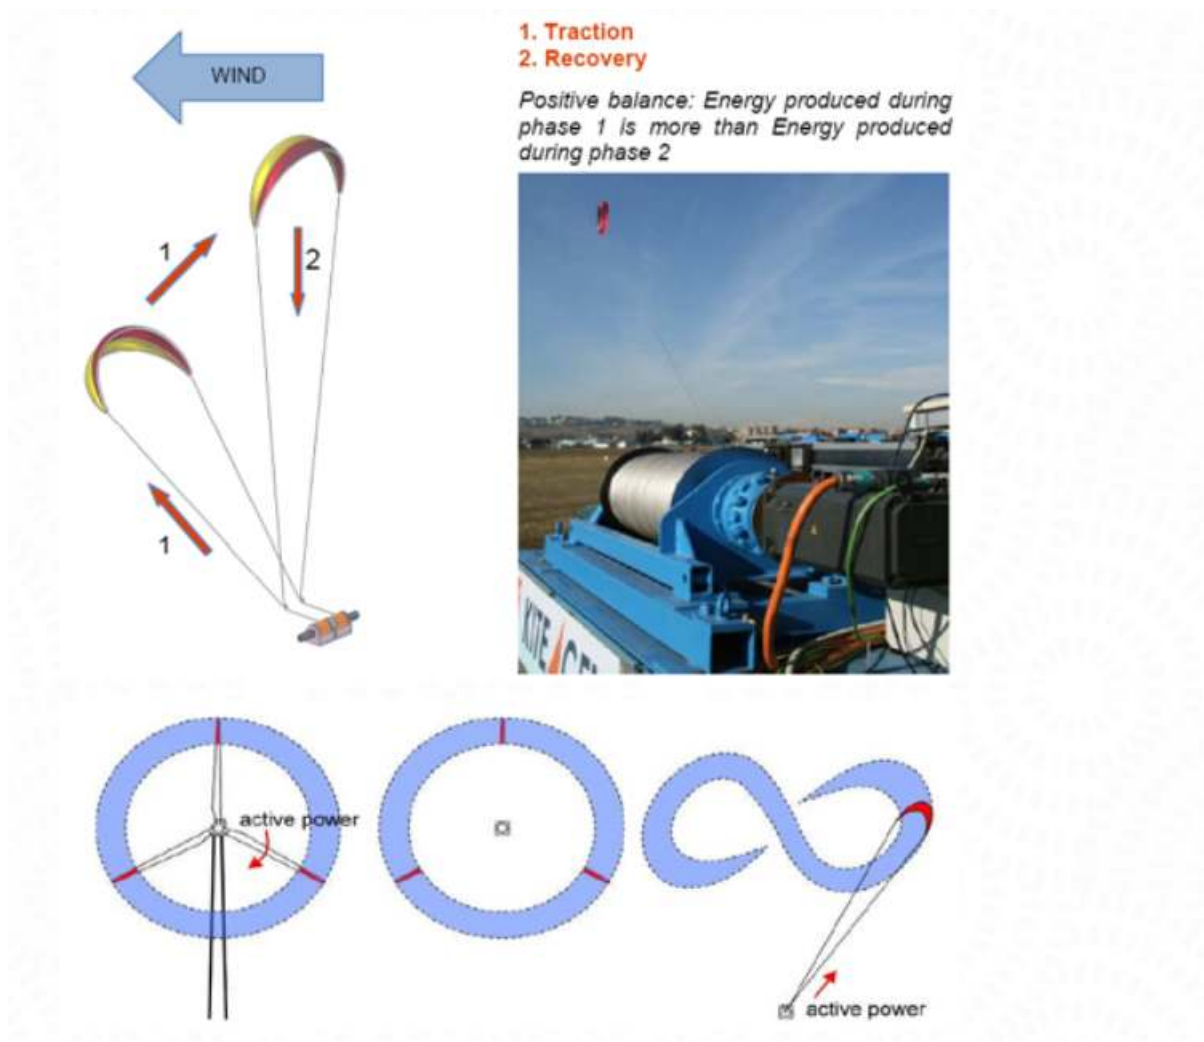 WIND
1. Traction
2. Recovery
Positive balance: Energy produced during
phase 1 is more than Energy produced
during phase 2
1
2
1
KITE GE
active power
active power